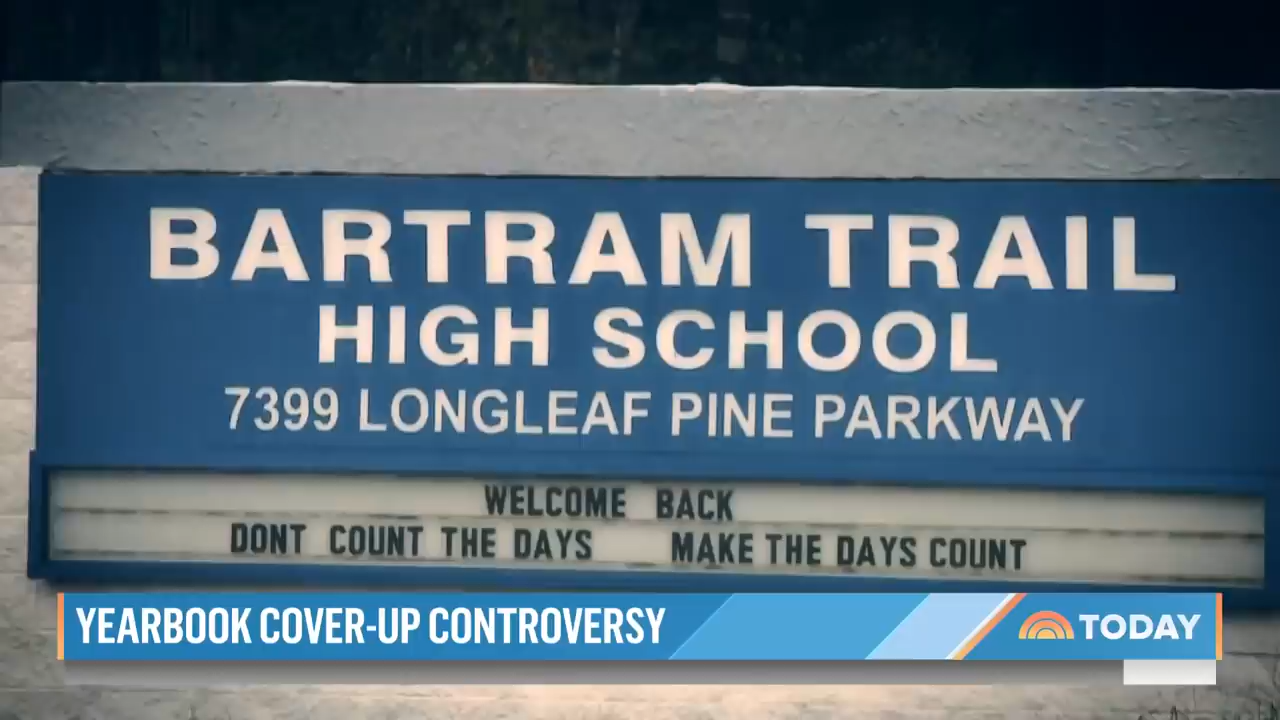 BARTRAM TRAIL
HIGH SCHOOL
7399 LONGLEAF PINE PARKWAY
WELCOME BACK
DONT COUNT THE DAYS MAKE THE DAYS COUNT
YEARBOOK COVER-UP CONTROVERSY
TODAY